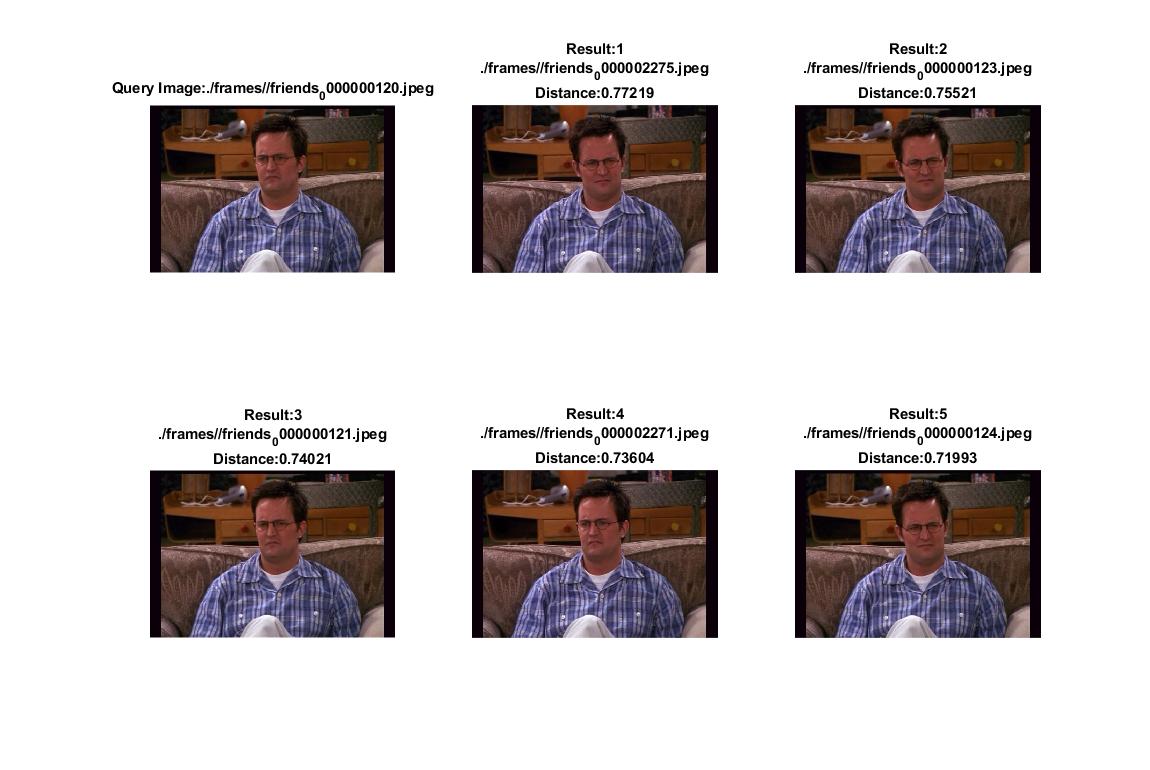 Query Image:./frames//friends_0000000120.jpeg
Result:1
./frames//friends_0000002275.jpeg
Distance:0.77219
Result:2
./frames//friends_0000000123.jpeg
Distance:0.75521
Result:3
./frames//friends_0000000121.jpeg
Distance:0.74021
Result:4
./frames//friends_0000002271.jpeg
Distance:0.73604
Result:5
./frames//friends_0000000124.jpeg
Distance:0.71993